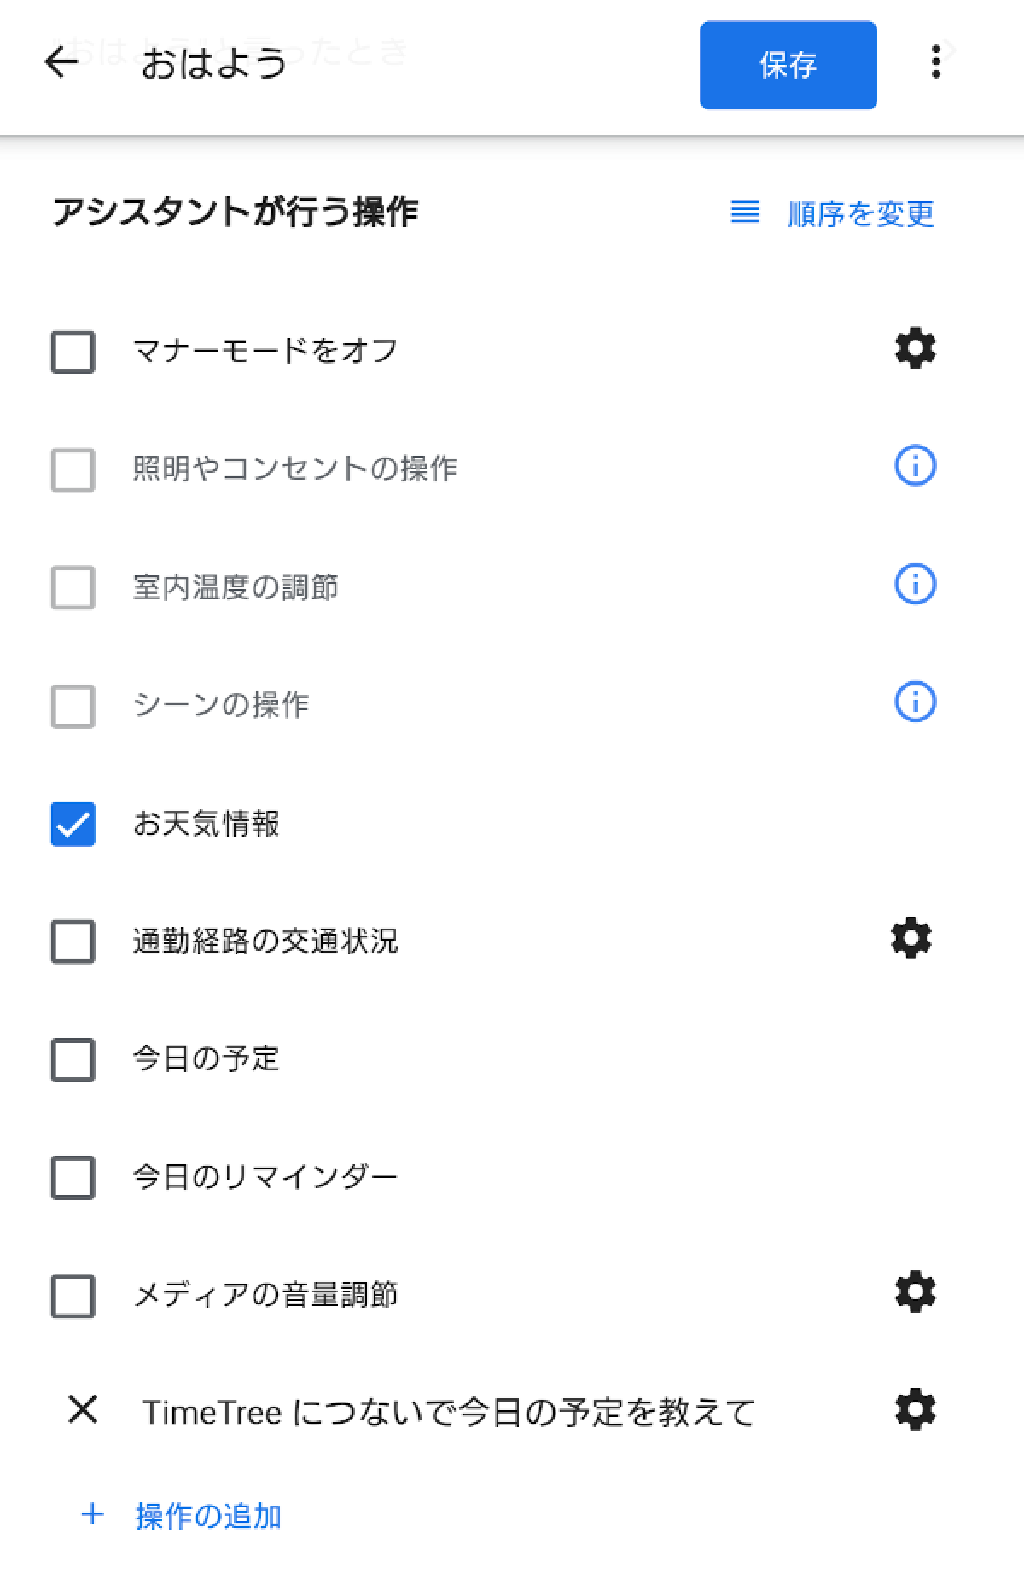 おはよう
保存
アシスタントが行う操作
順序を変更
マナーモードをオフ
照明やコンセントの操作
室内温度の調節
シーンの操作
お天気情報
通勤経路の交通状況
今日の予定
今日のリマインダー
メディアの音量調節
TimeTree につないで今日の予定を教えて
+ 操作の追加